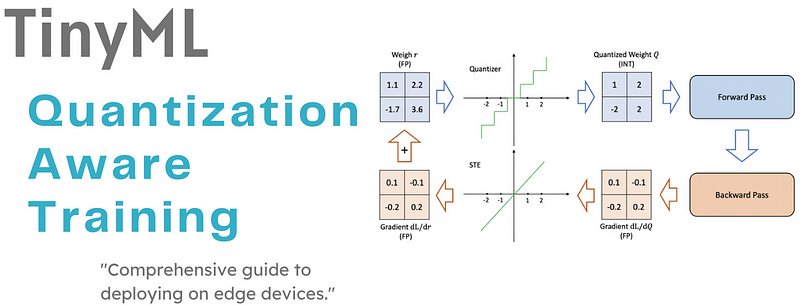 TinyML
Quantization
Aware
Training
"Comprehensive guide to
deploying on edge devices."
Weigh r
(FP)
1.1 2.2
-1.7 3.6
Quantizer
-2 -1 1 2
Quantized Weight Q
(INT)
1 2
-2 2
Forward Pass
+
STE
-2 -1 1 2
0.1 -0.1
-0.2 0.2
Gradient dL/dr
(FP)
0.1 -0.1
-0.2 0.2
Gradient dL/dQ
(FP)
Backward Pass